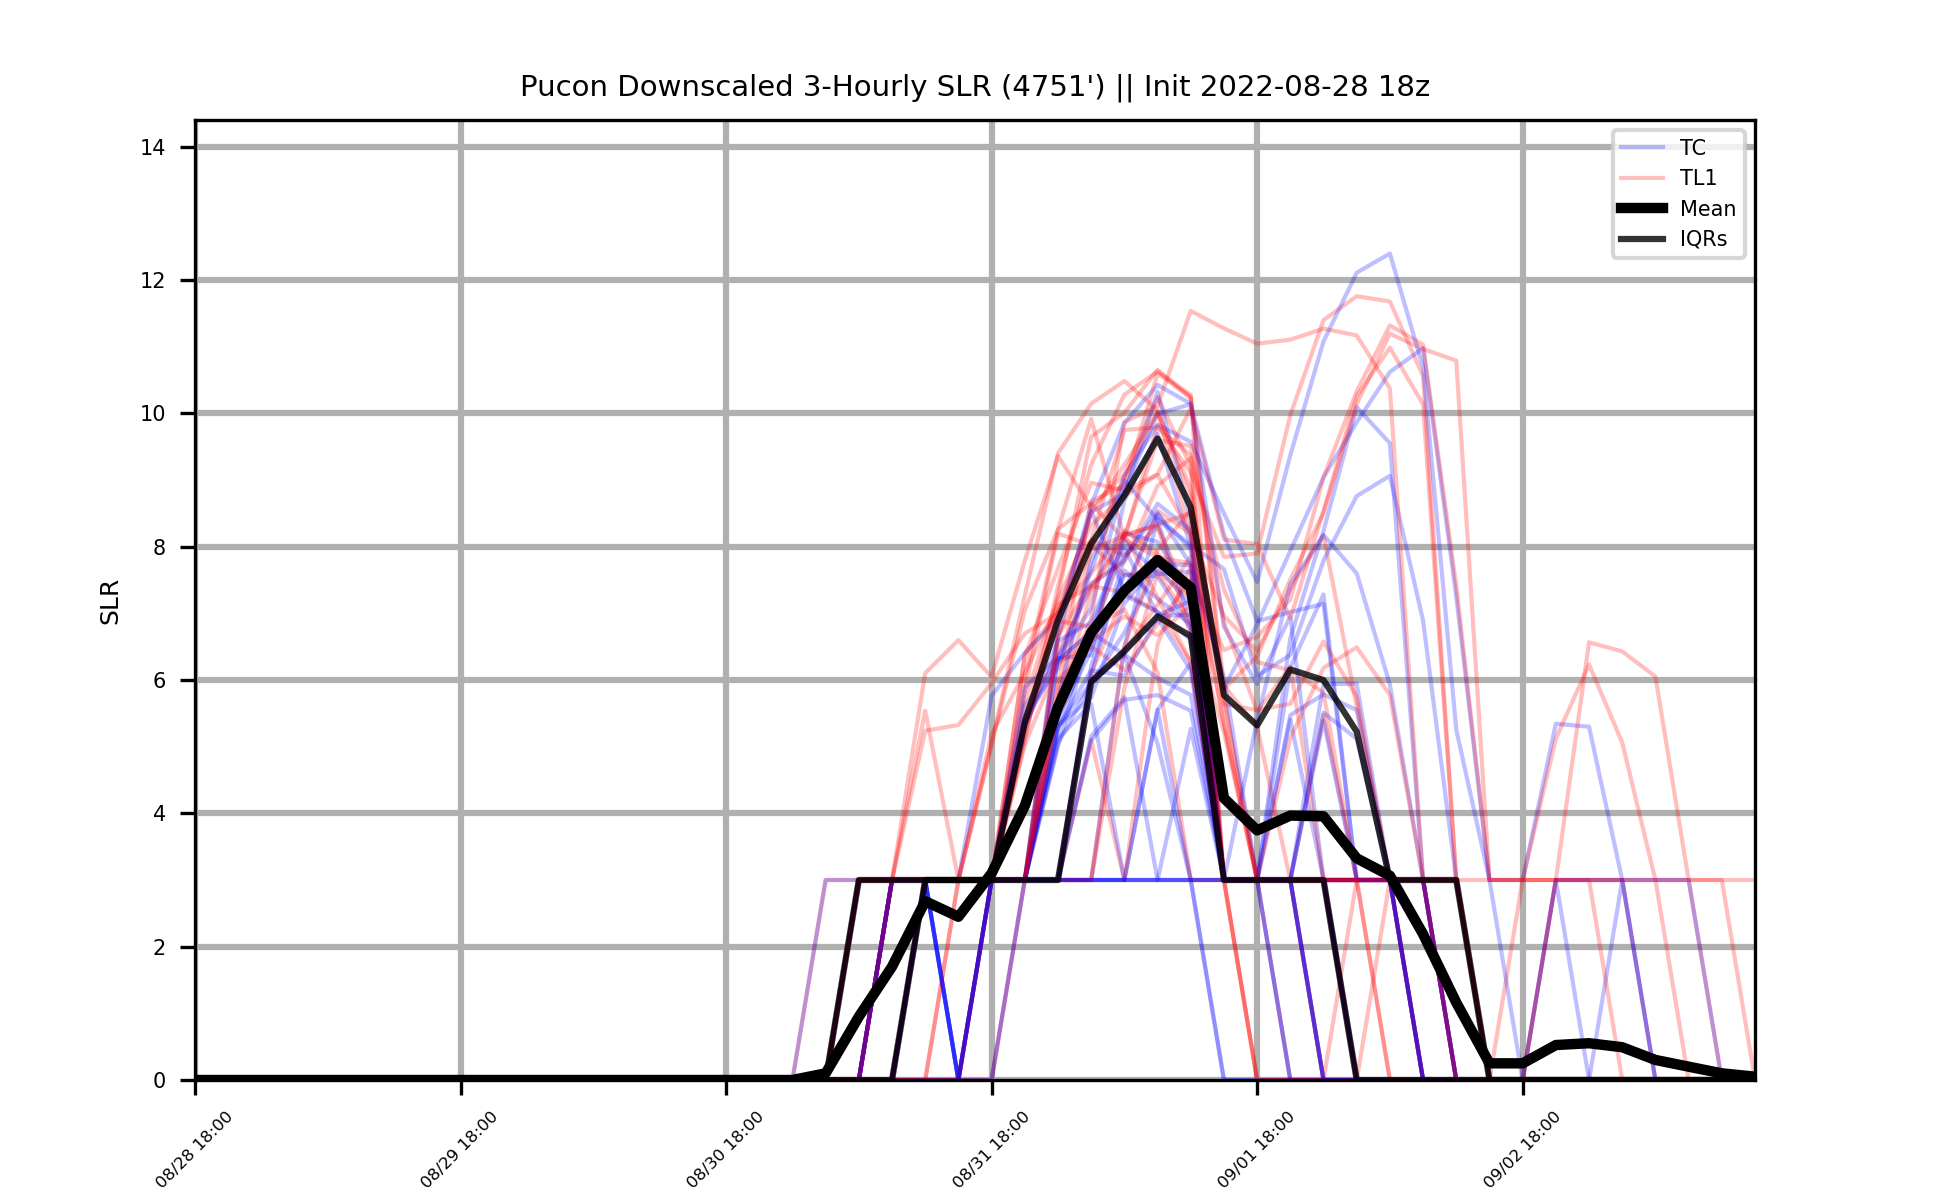 Pucon Downscaled 3-Hourly SLR (4751') || Init 2022-08-28 18z
TC
TL1
Mean
IQRs
SLR
14
12
10
8
6
4
2
0
08/28 18:00
08/29 18:00
08/30 18:00
08/31 18:00
09/01 18:00
09/02 18:00